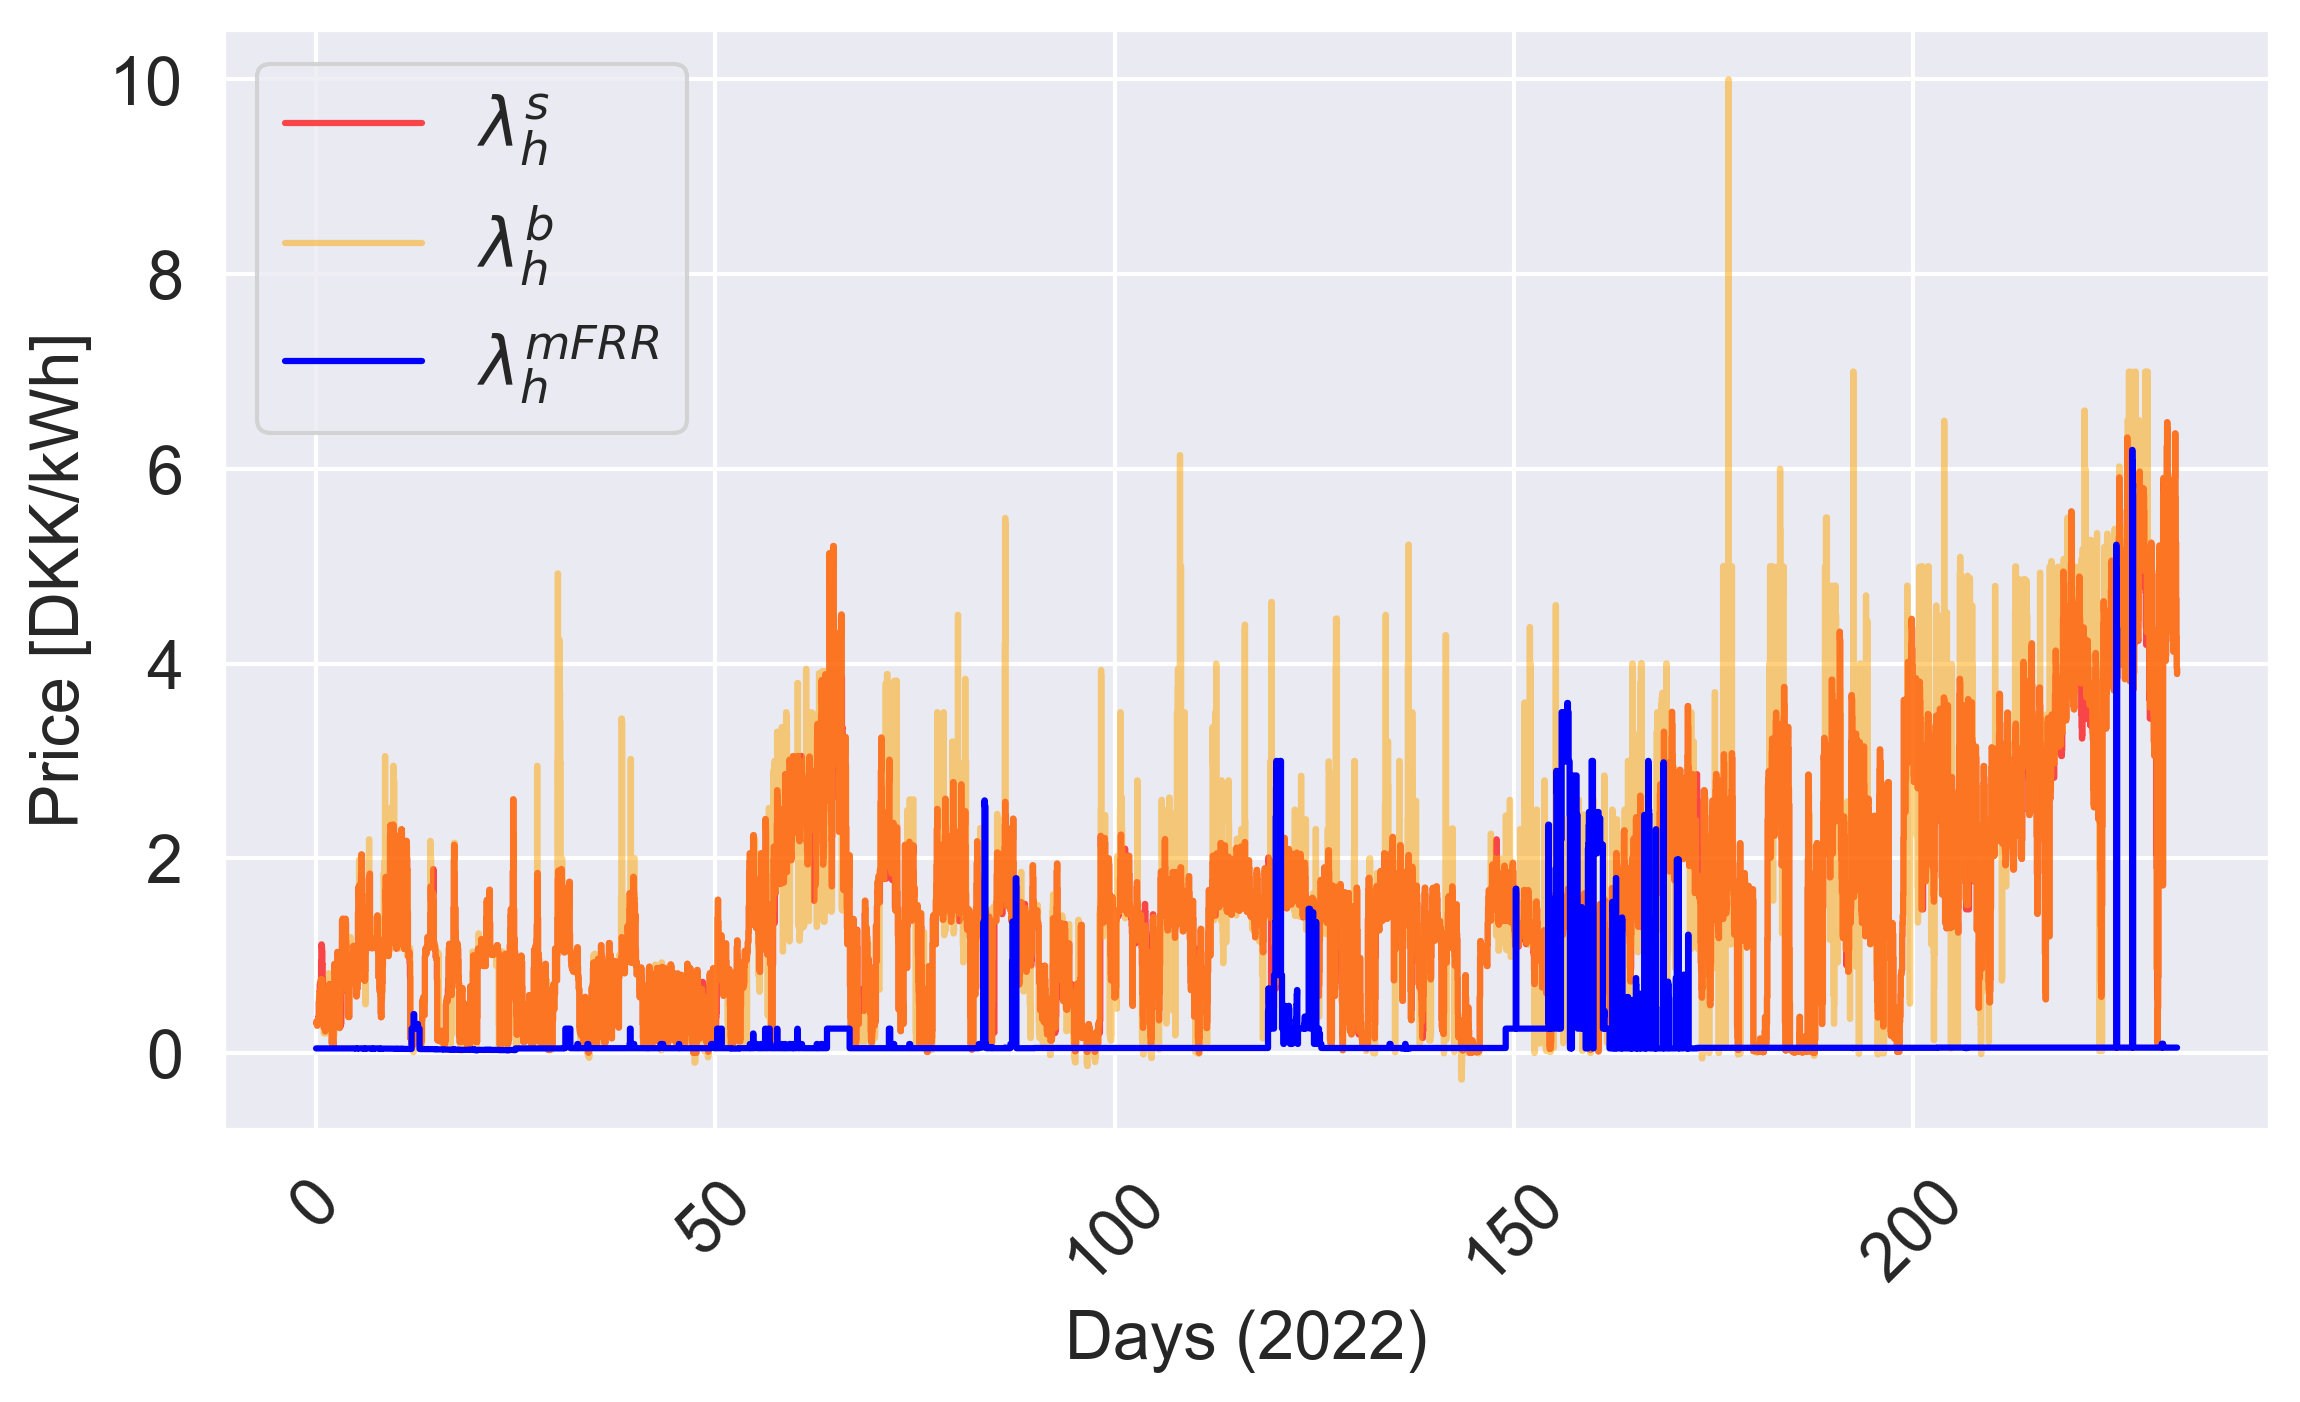 Price [DKK/kWh]
10
8
6
4
2
0
λ_h^s
λ_h^b
λ_h^{mFRR}
0 50 100 150 200
Days (2022)